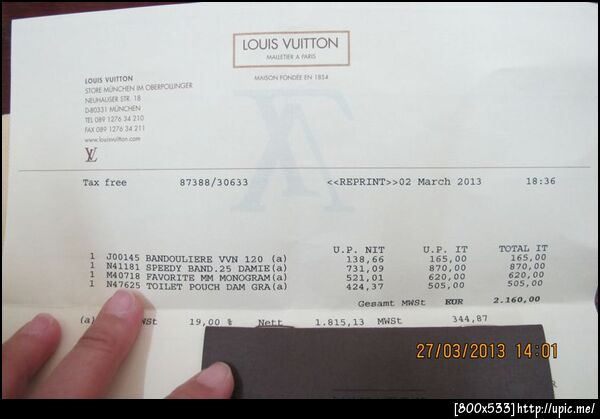 LOUIS VUITTON
MALLETIER A PARIS
MAISON FONDÉE EN 1854
LOUIS VUITTON
STORE MÜNCHEN IM OBERPOLLINGER
NEUHAUSER STR. 18
D-80331 MÜNCHEN
TEL 089 1276 34 210
FAX 089 1276 34 211
www.louisvuitton.com
LV
Tax free 87388/30633 <<REPRINT>>02 March 2013 18:36
U.P. NIT U.P. IT TOTAL IT
1 J00145 BANDOULIERE VVN 120 (a) 138,66 165,00 165,00
1 N41181 SPEEDY BAND.25 DAMIE(a) 731,09 870,00 870,00
1 M40718 FAVORITE MM MONOGRAM(a) 521,01 620,00 620,00
1 N47625 TOILET POUCH DAM GRA(a) 424,37 505,00 505,00
Gesamt MWSt EUR 2.160,00
(a) 19,00 % Nett 1.815,13 MWSt 344,87
27/03/2013 14:01
[800x533] http://upic.me/